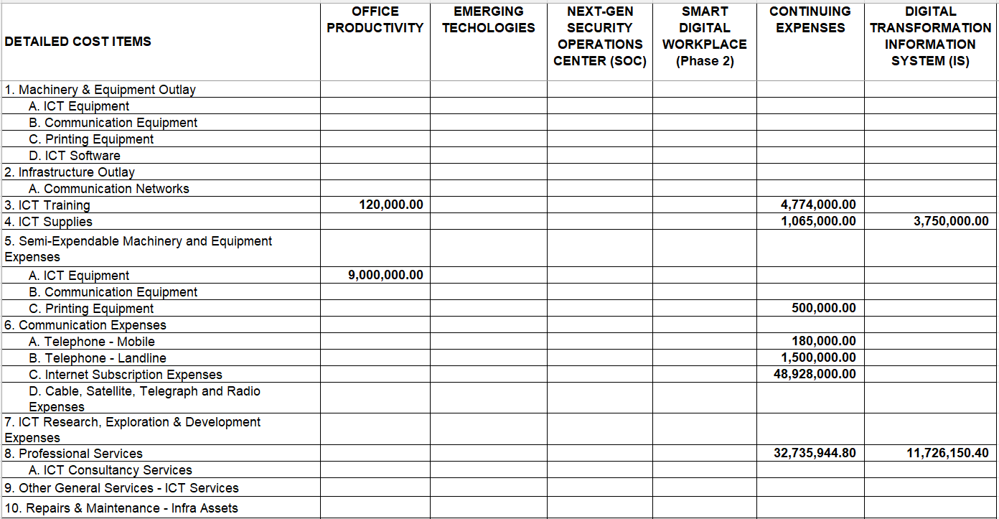 DETAILED COST ITEMS
OFFICE PRODUCTIVITY
EMERGING TECHOLOGIES
NEXT-GEN SECURITY OPERATIONS CENTER (SOC)
SMART DIGITAL WORKPLACE (Phase 2)
CONTINUING EXPENSES
DIGITAL TRANSFORMATION INFORMATION SYSTEM (IS)
1. Machinery & Equipment Outlay
A. ICT Equipment
B. Communication Equipment
C. Printing Equipment
D. ICT Software
2. Infrastructure Outlay
A. Communication Networks
3. ICT Training 120,000.00 4,774,000.00
4. ICT Supplies 1,065,000.00 3,750,000.00
5. Semi-Expendable Machinery and Equipment
Expenses
A. ICT Equipment 9,000,000.00
B. Communication Equipment
C. Printing Equipment 500,000.00
6. Communication Expenses
A. Telephone - Mobile 180,000.00
B. Telephone - Landline 1,500,000.00
C. Internet Subscription Expenses 48,928,000.00
D. Cable, Satellite, Telegraph and Radio
Expenses
7. ICT Research, Exploration & Development
Expenses
8. Professional Services 32,735,944.80 11,726,150.40
A. ICT Consultancy Services
9. Other General Services - ICT Services
10. Repairs & Maintenance - Infra Assets